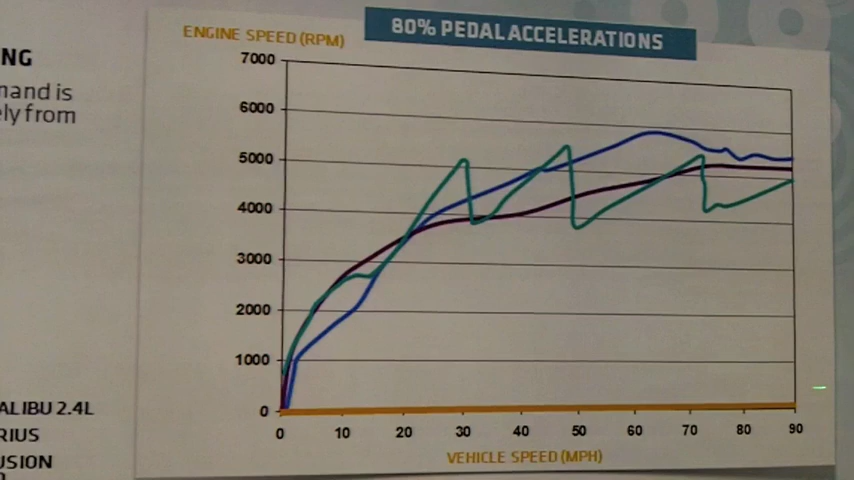 80% PEDAL ACCELERATIONS
ENGINE SPEED (RPM)
7000
6000
5000
4000
3000
2000
1000
0
0 10 20 30 40 50 60 70 80 90
VEHICLE SPEED (MPH)
NG
mand is
ely from
ALIBU 2.4L
RIUS
USION